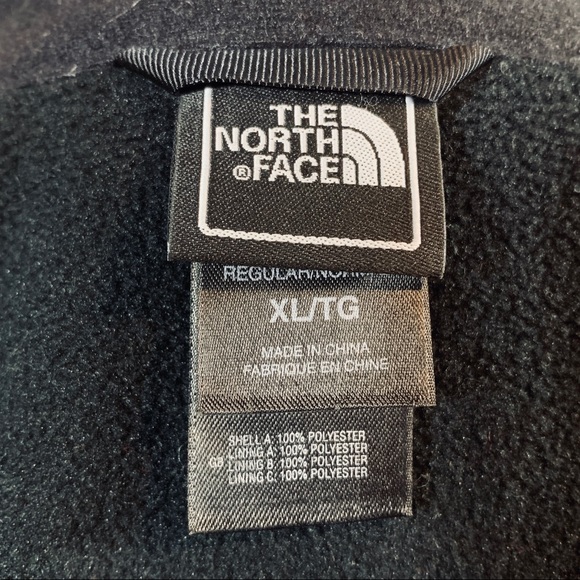 THE
NORTH
®FACE
XL/TG
MADE IN CHINA
FABRIQUE EN CHINE
SHELL A: 100% POLYESTER
LINING A: 100% POLYESTER
GB LINING B: 100% POLYESTER
LINING C: 100% POLYESTER